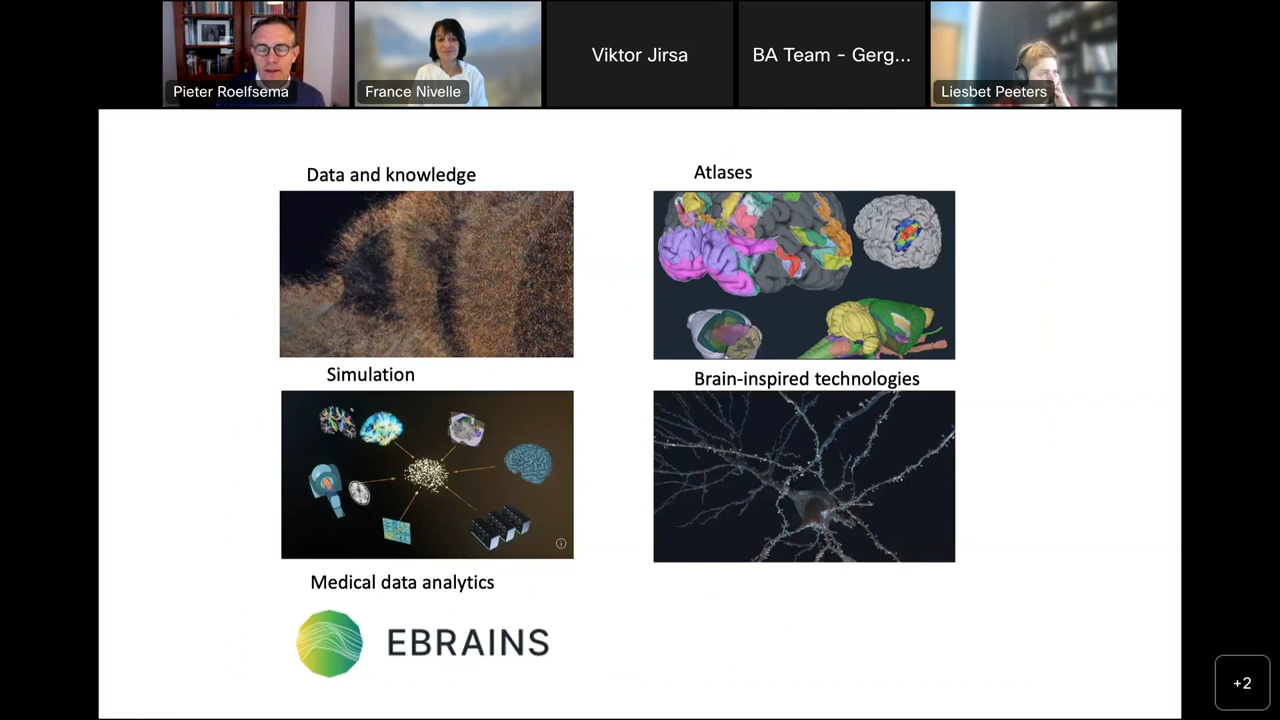 Pieter Roelfsema
France Nivelle
Viktor Jirsa
BA Team - Gerg...
Liesbet Peeters
Data and knowledge
Atlases
Simulation
Brain-inspired technologies
Medical data analytics
EBRAINS
+2